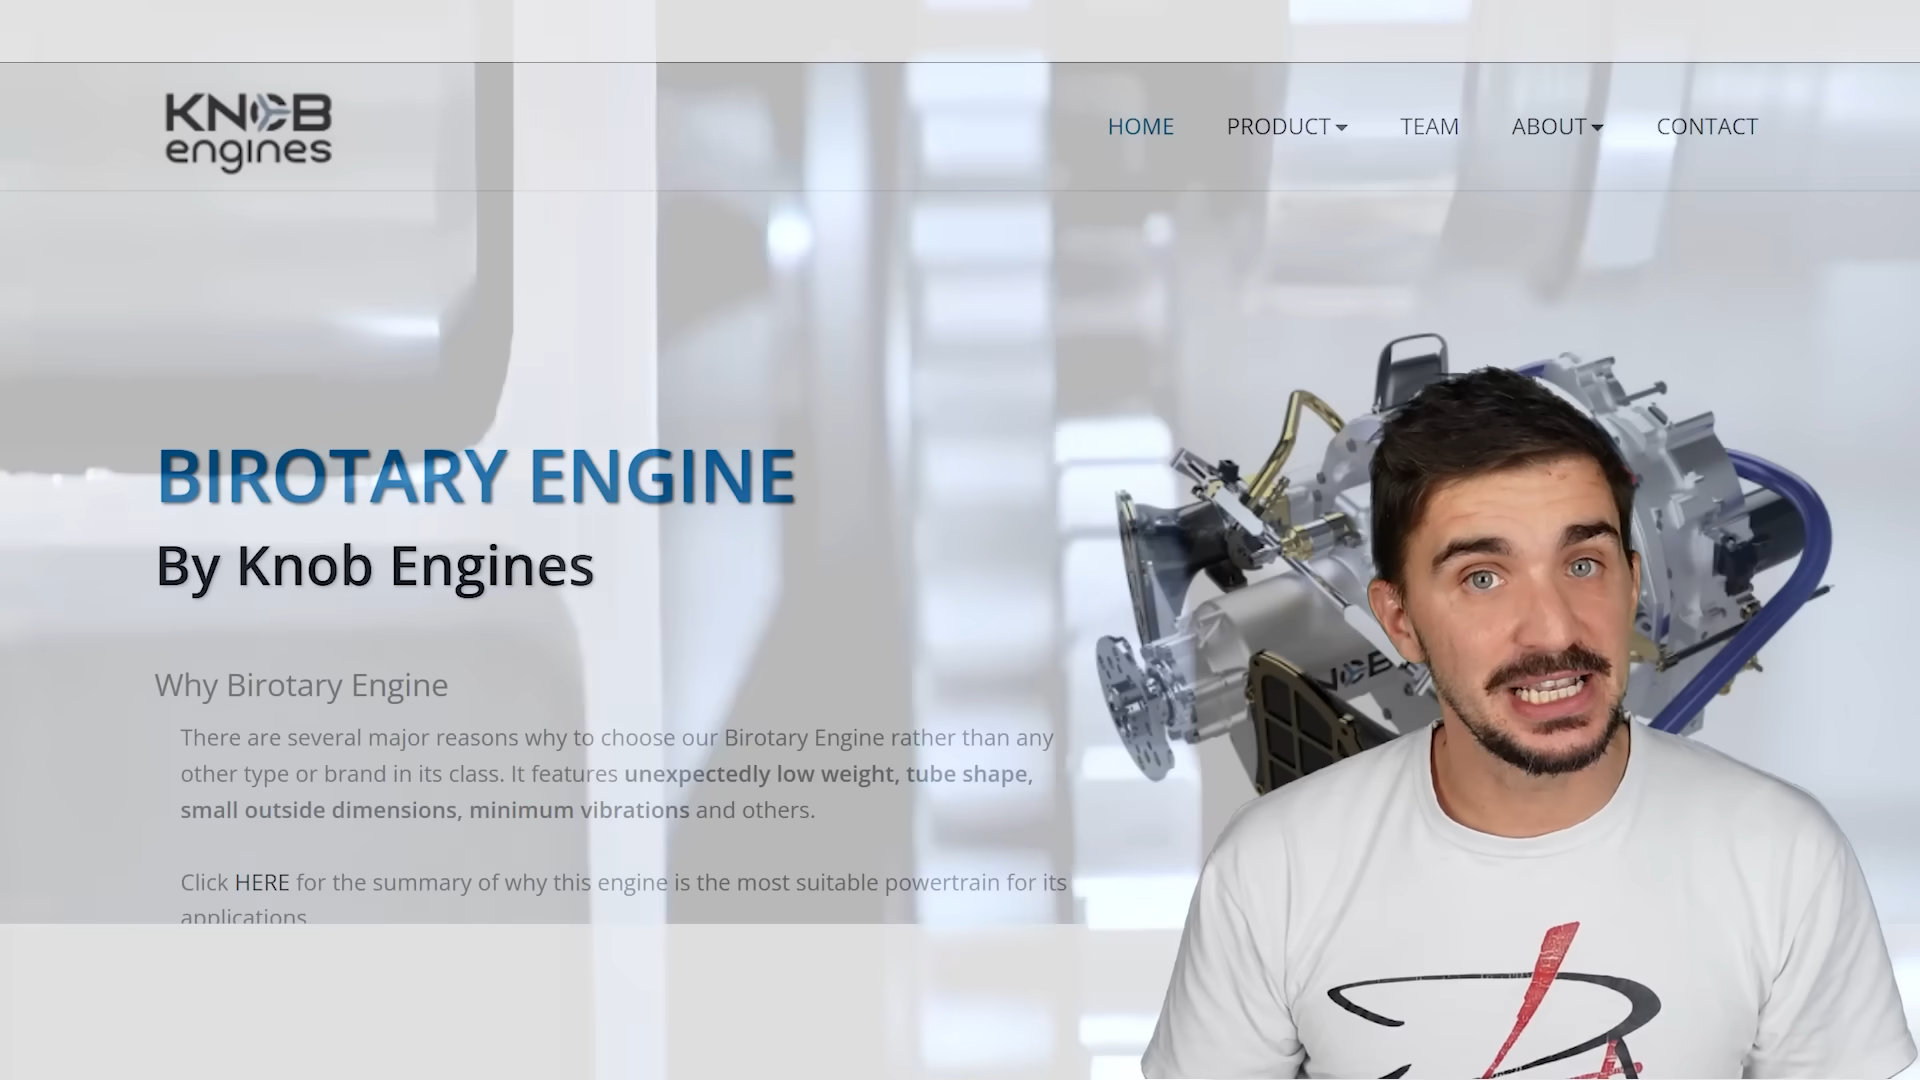 KNOB
engines
HOME PRODUCT TEAM ABOUT CONTACT
BIROTARY ENGINE
By Knob Engines
Why Birotary Engine
There are several major reasons why to choose our Birotary Engine rather than any
other type or brand in its class. It features unexpectedly low weight, tube shape,
small outside dimensions, minimum vibrations and others.
Click HERE for the summary of why this engine is the most suitable powertrain for its
applications.